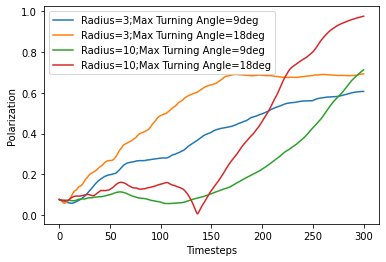 1.0
0.8
0.6
0.4
0.2
0.0
Polarization
Radius=3;Max Turning Angle=9deg
Radius=3;Max Turning Angle=18deg
Radius=10;Max Turning Angle=9deg
Radius=10;Max Turning Angle=18deg
0 50 100 150 200 250 300
Timesteps